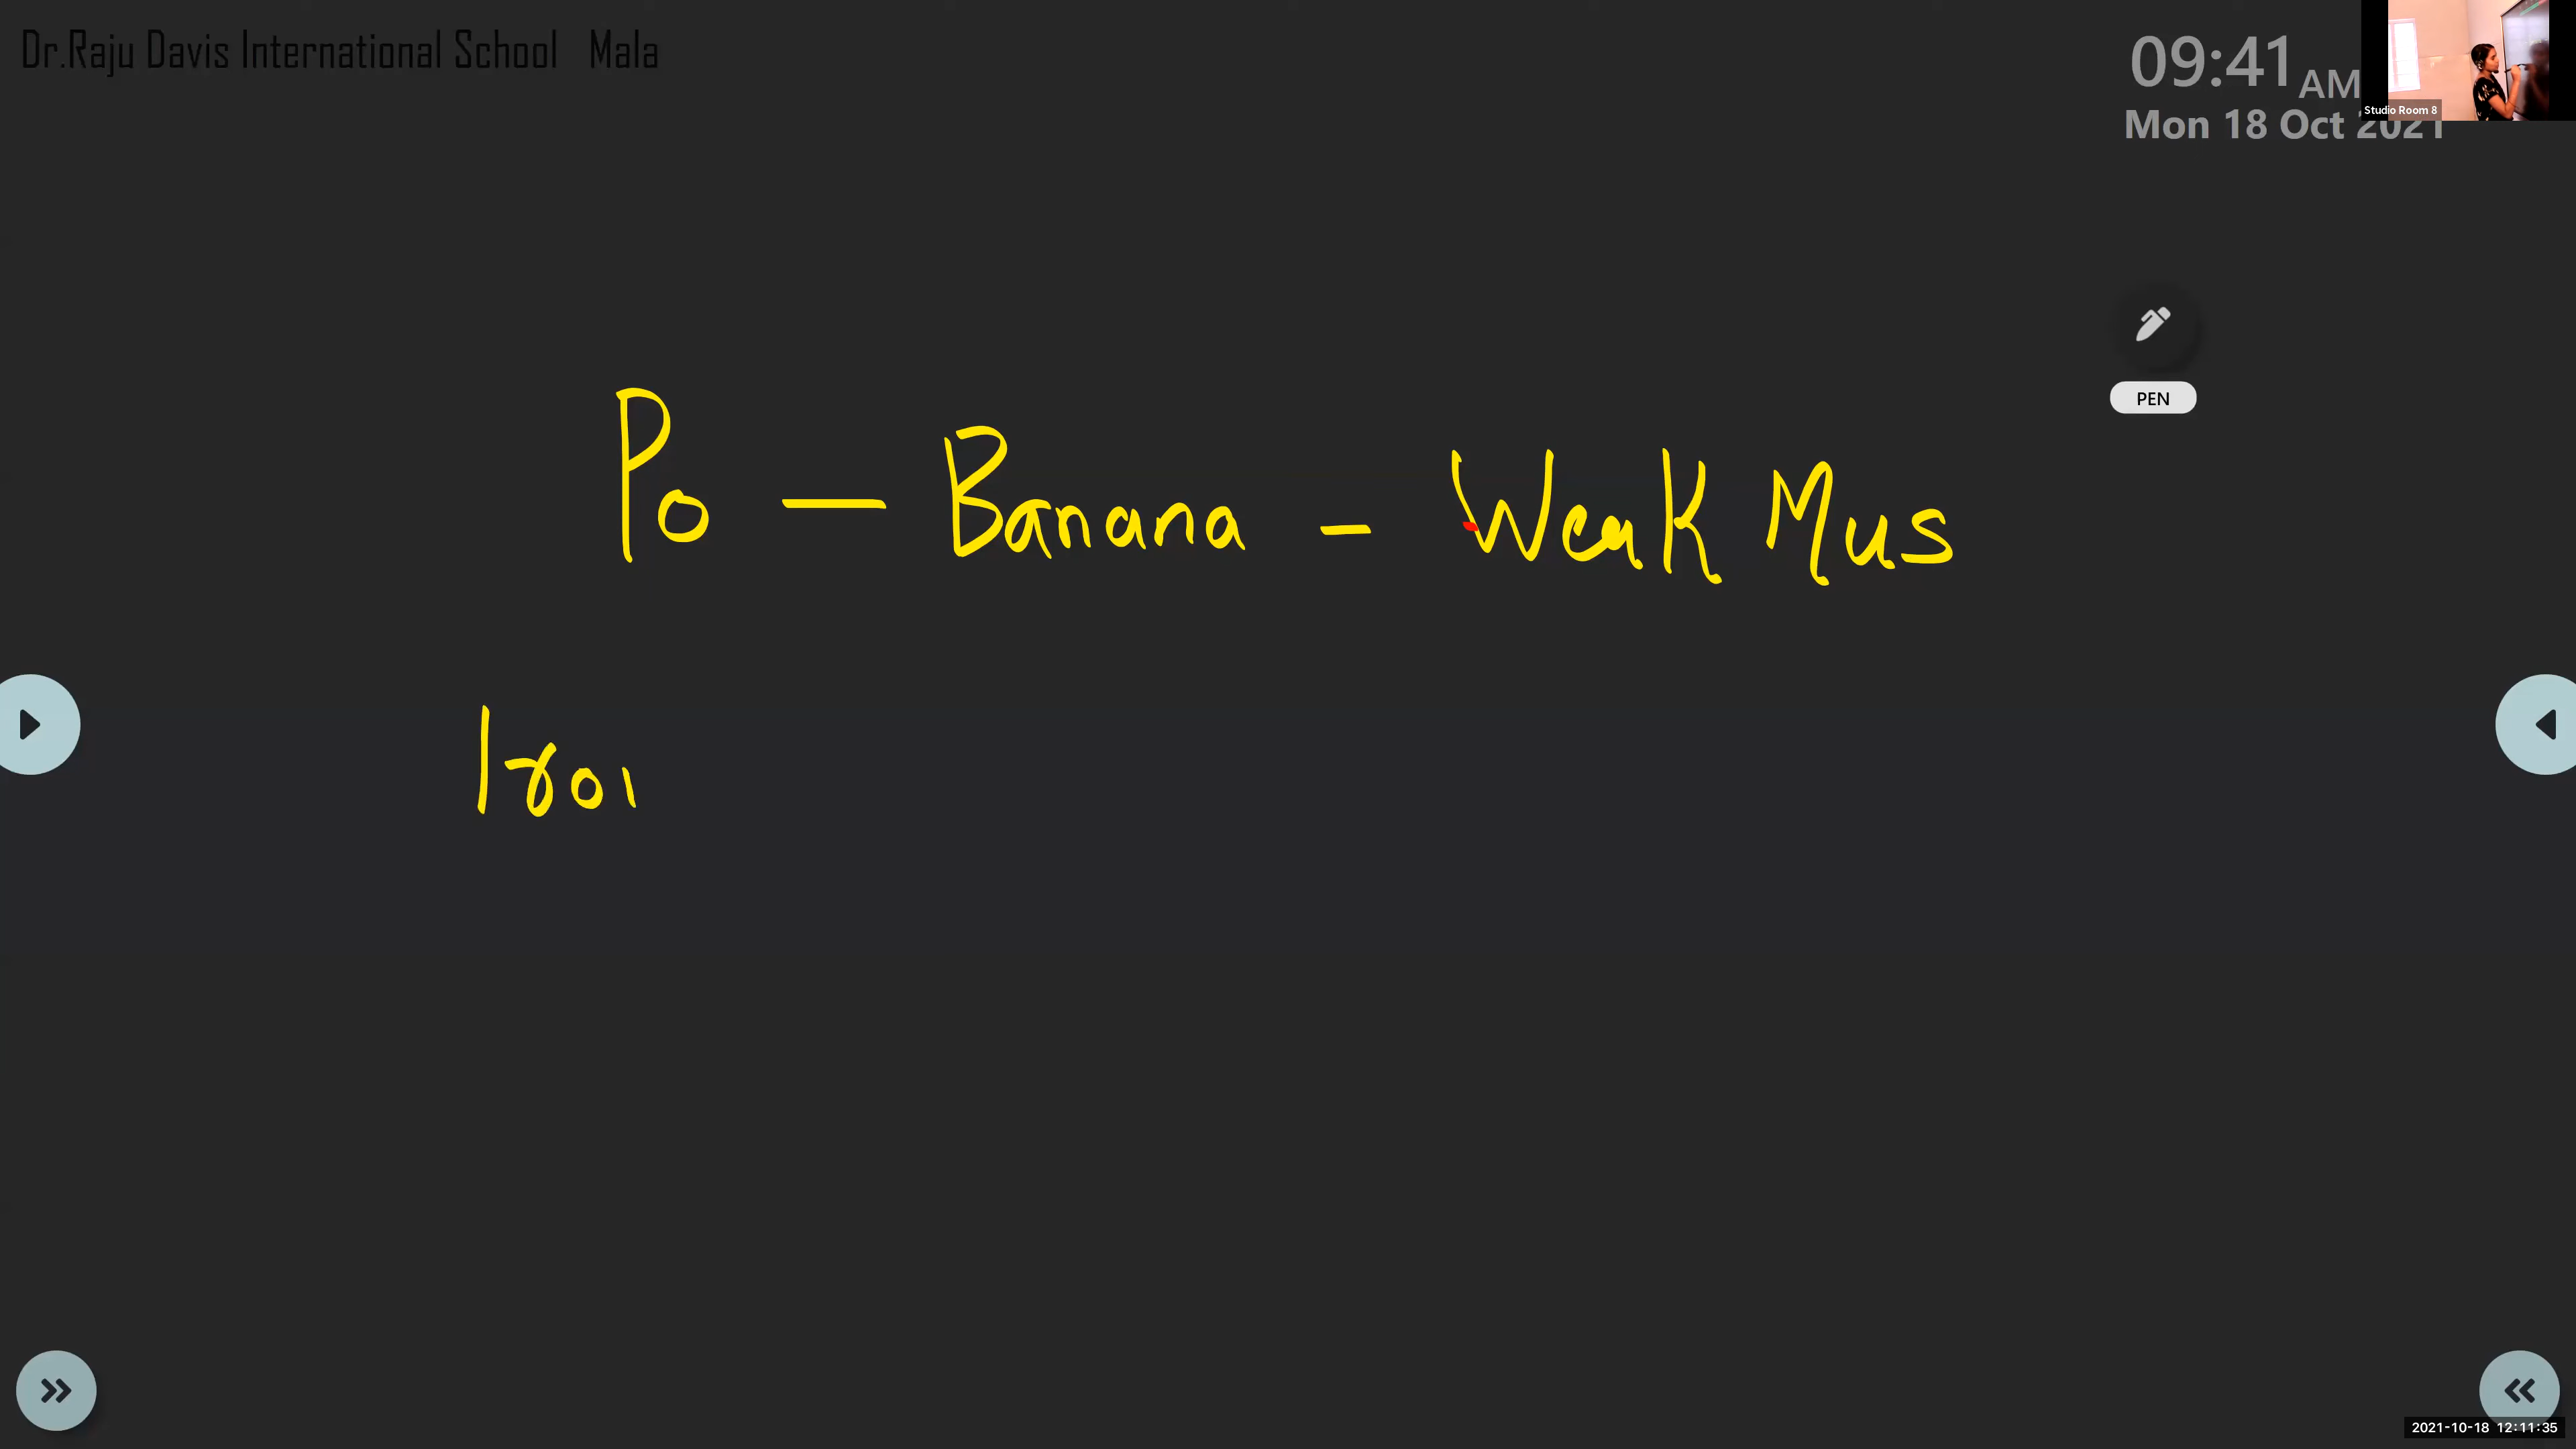 Dr.Raju Davis International School Mala
09:41 AM
Mon 18 Oct 2021
Studio Room 8
PEN
Po — Banana - Weak Mus
Iroı
2021-10-18 12:11:35